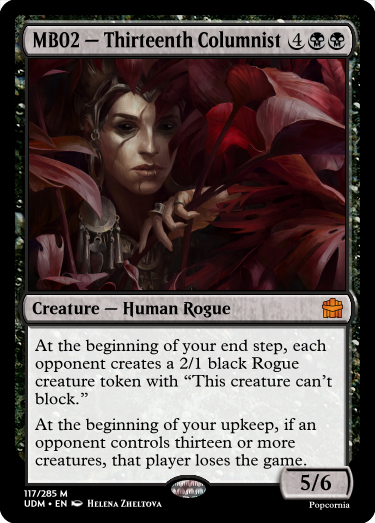 MB02 — Thirteenth Columnist 4
Creature — Human Rogue
At the beginning of your end step, each
opponent creates a 2/1 black Rogue
creature token with “This creature can’t
block.”
At the beginning of your upkeep, if an
opponent controls thirteen or more
creatures, that player loses the game.
5/6
117/285 M
UDM • EN Helena Zheltova
Popcornia